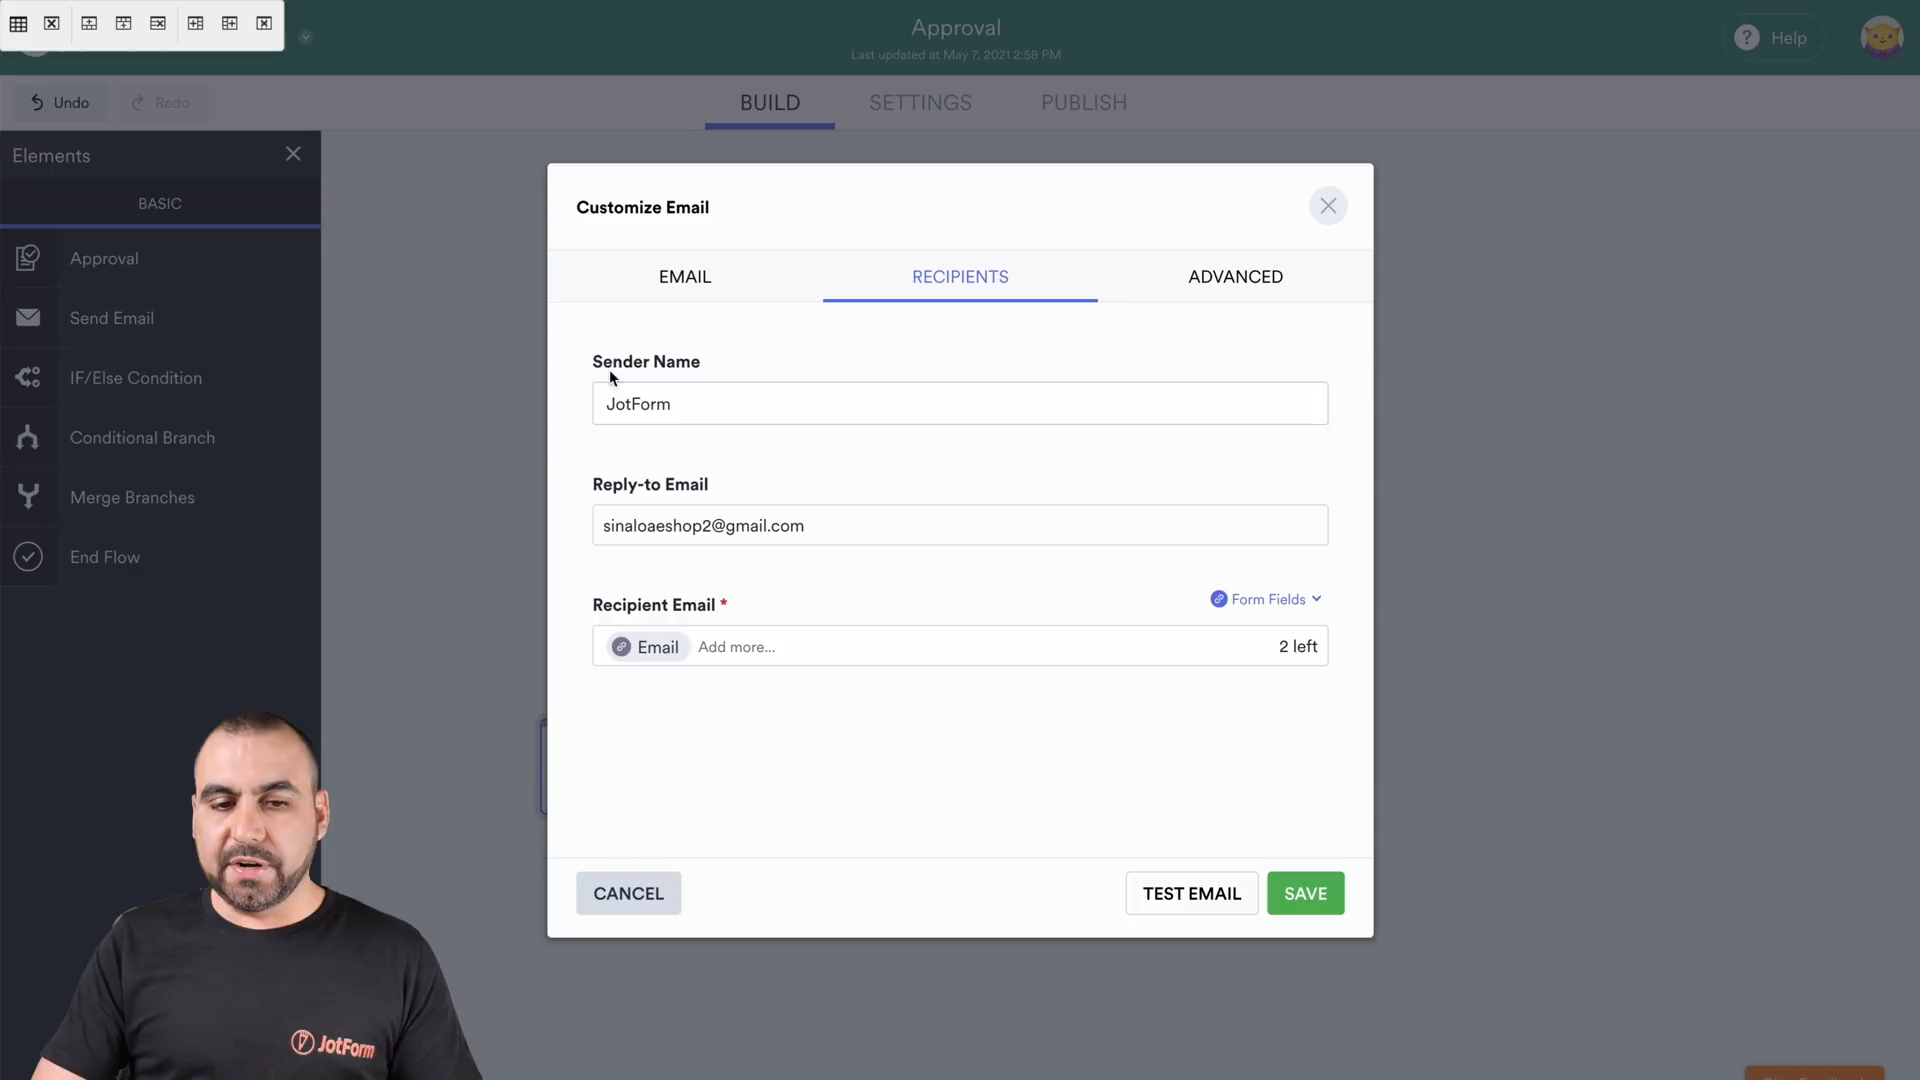 Approval
Last updated at May 7, 2021 2:58 PM
Help
Undo
Redo
BUILD
SETTINGS
PUBLISH
Elements
BASIC
Approval
Send Email
IF/Else Condition
Conditional Branch
Merge Branches
End Flow
Customize Email
EMAIL
RECIPIENTS
ADVANCED
Sender Name
JotForm
Reply-to Email
sinaloaeshop2@gmail.com
Recipient Email *
Form Fields
Email
Add more...
2 left
CANCEL
TEST EMAIL
SAVE
JotForm